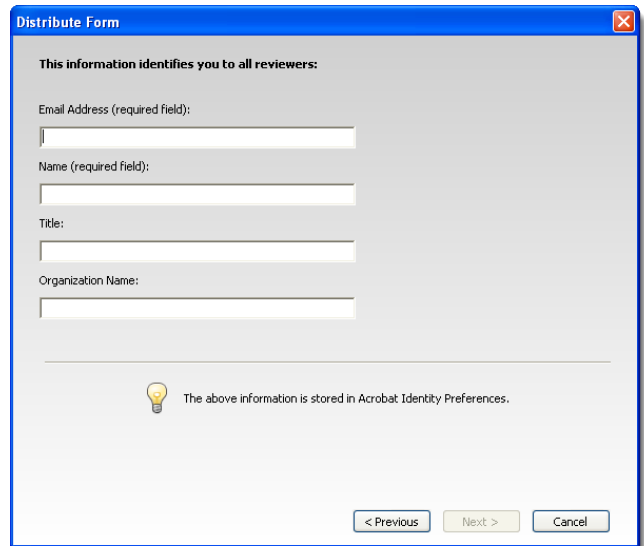 Distribute Form
This information identifies you to all reviewers:
Email Address (required field):
Name (required field):
Title:
Organization Name:
The above information is stored in Acrobat Identity Preferences.
< Previous
Next >
Cancel